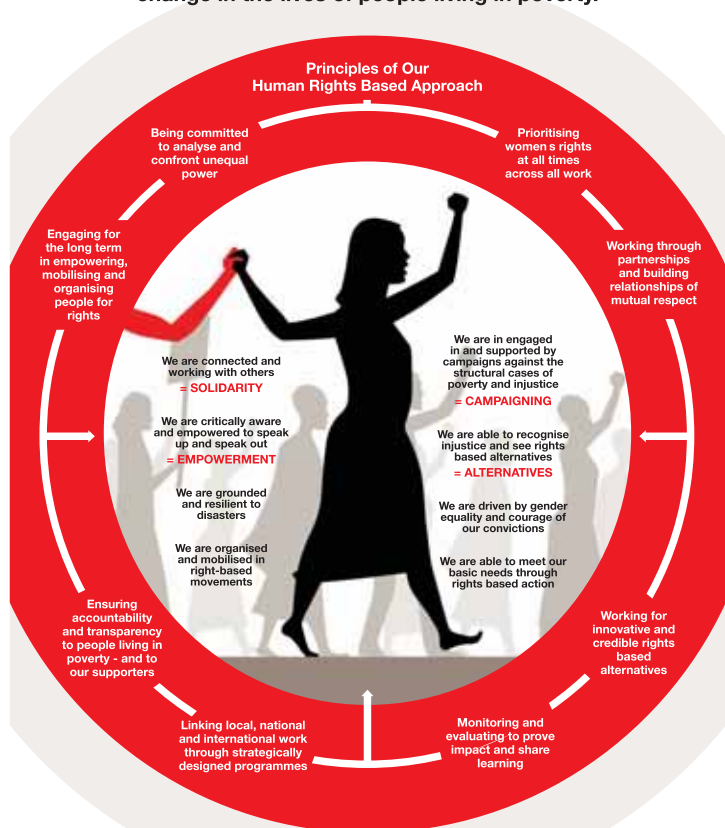 change in the lives of people living in poverty.
Principles of Our
Human Rights Based Approach
Being committed
to analyse and
confront unequal
power
Prioritising
women s rights
at all times
across all work
Engaging for
the long term
in empowering,
mobilising and
organising
people for
rights
Working through
partnerships
and building
relationships of
mutual respect
We are connected and
working with others
= SOLIDARITY
We are critically aware
and empowered to speak
up and speak out
= EMPOWERMENT
We are grounded
and resilient to
disasters
We are organised
and mobilised in
right-based
movements
We are in engaged
in and supported by
campaigns against the
structural cases of
poverty and injustice
= CAMPAIGNING
We are able to recognise
injustice and see rights
based alternatives
= ALTERNATIVES
We are driven by gender
equality and courage of
our convictions
We are able to meet our
basic needs through
rights based action
Ensuring
accountability
and transparency
to people living in
poverty - and to
our supporters
Working for
innovative and
credible rights
based
alternatives
Linking local, national
and international work
through strategically
designed programmes
Monitoring and
evaluating to prove
impact and share
learning